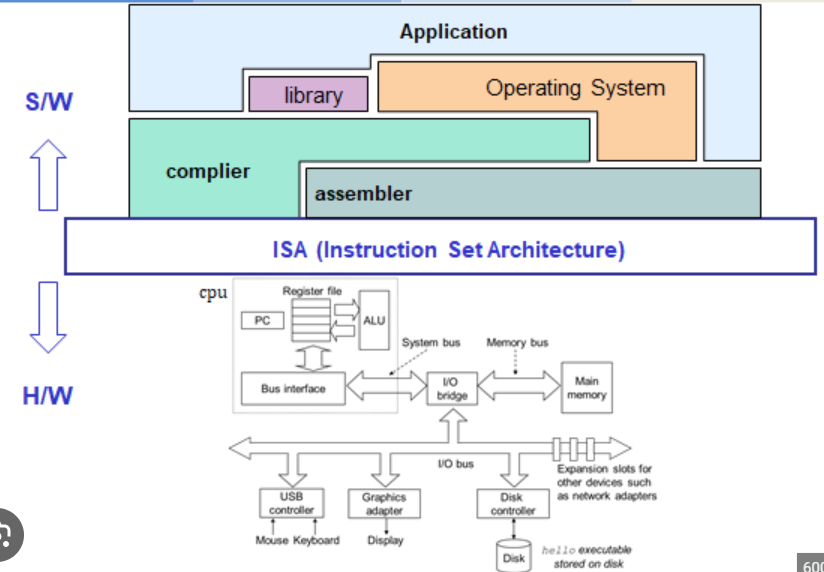 Application
library
Operating System
S/W
complier
assembler
ISA (Instruction Set Architecture)
cpu
Register file
PC
ALU
System bus
Memory bus
Bus interface
I/O
bridge
Main
memory
H/W
I/O bus
Expansion slots for
other devices such
as network adapters
USB
controller
Graphics
adapter
Disk
controller
Mouse Keyboard
Display
Disk
hello executable
stored on disk
600